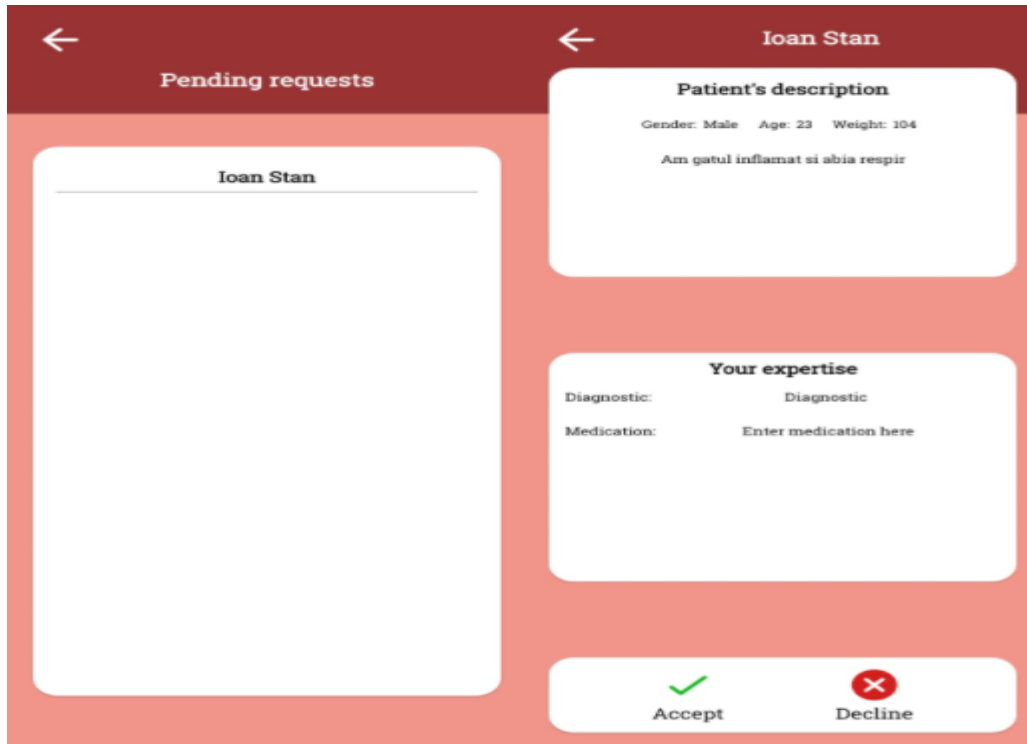 Pending requests
Ioan Stan
Ioan Stan
Patient's description
Gender: Male Age: 23 Weight: 104
Am gatul inflamat si abia respir
Your expertise
Diagnostic: Diagnostic
Medication: Enter medication here
Accept Decline